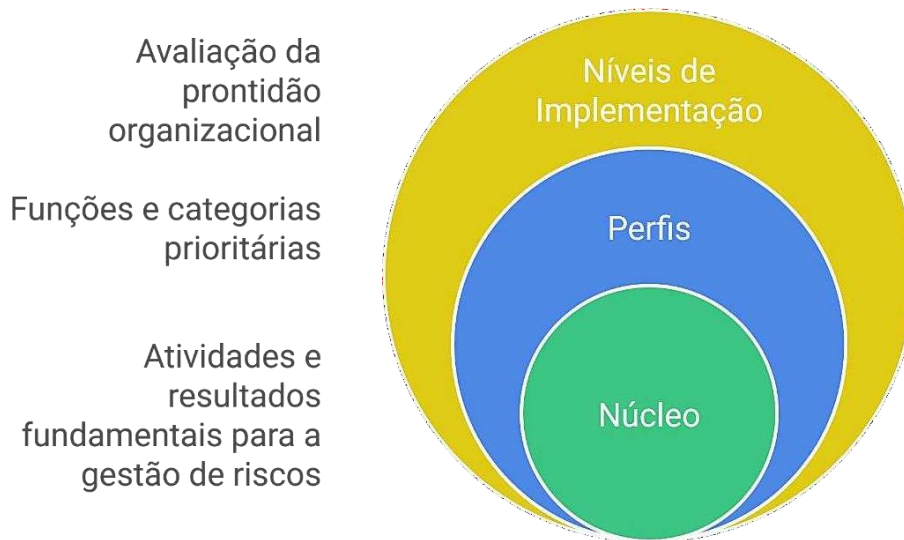 Avaliação da
prontidão
organizacional
Níveis de
Implementação
Funções e categorias
prioritárias
Perfis
Atividades e
resultados
fundamentais para a
gestão de riscos
Núcleo